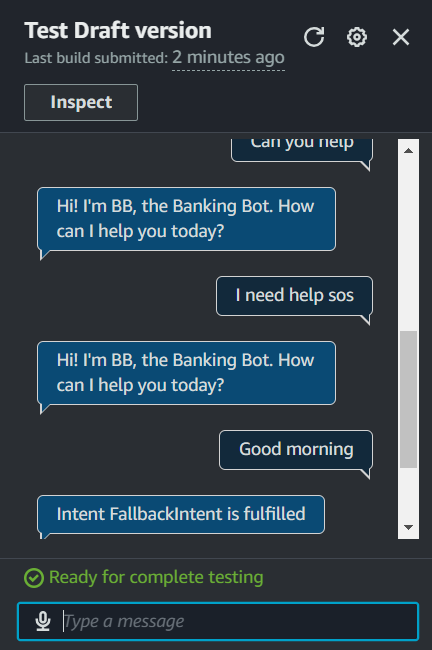 Test Draft version
Last build submitted: 2 minutes ago
Inspect
Can you help
Hi! I'm BB, the Banking Bot. How
can I help you today?
I need help sos
Hi! I'm BB, the Banking Bot. How
can I help you today?
Good morning
Intent FallbackIntent is fulfilled
Ready for complete testing
Type a message